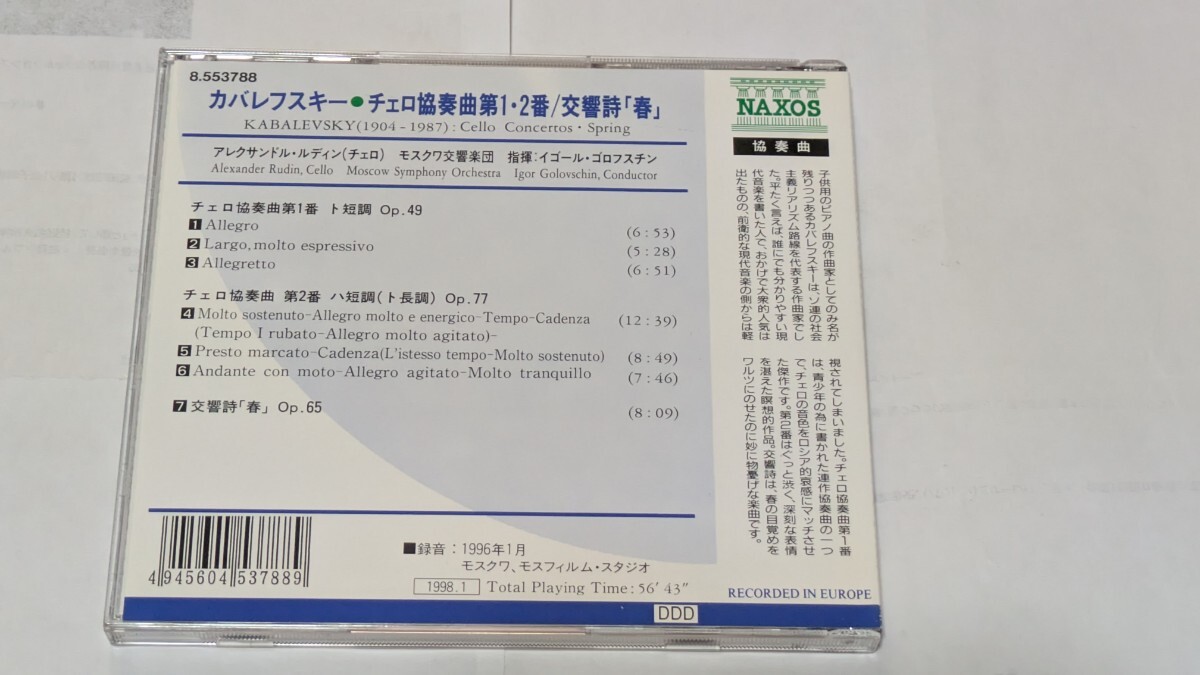 8.553788
カバレフスキー●チェロ協奏曲第1・2番/交響詩「春」
KABALEVSKY(1904-1987): Cello Concertos・Spring
アレクサンドル・ルディン(チェロ) モスクワ交響楽団 指揮:イゴール・ゴロフスチン
Alexander Rudin, Cello Moscow Symphony Orchestra Igor Golovschin, Conductor
チェロ協奏曲第1番 ト短調 Op.49
1 Allegro (6:53)
2 Largo, molto espressivo (5:28)
3 Allegretto (6:51)
チェロ協奏曲 第2番 ハ短調(ト長調) Op.77
4 Molto sostenuto-Allegro molto e energico-Tempo-Cadenza (12:39)
(Tempo I rubato-Allegro molto agitato)-
5 Presto marcato-Cadenza(L'istesso tempo-Molto sostenuto) (8:49)
6 Andante con moto-Allegro agitato-Molto tranquillo (7:46)
7 交響詩「春」 Op.65 (8:09)
4 945604 537889
■録音:1996年1月
モスクワ、モスフィルム・スタジオ
1998.1 Total Playing Time: 56′43″
DDD
NAXOS
協奏曲
子供用のピアノ曲の作曲家としてのみ名が
残りつつあるカバレフスキーは、ソ連の社会
主義リアリズム路線を代表する作曲家でし
た。平たく言えば、誰にでも分かりやすい現
代音楽を書いた人で、おかげで大衆的人気は
出たものの、前衛的な現代音楽の側からは軽
視されてしまいました。チェロ協奏曲第1番
は、青少年の為に書かれた連作協奏曲の一つ
で、チェロの音色をロシア的哀感にマッチさせ
た傑作です。第2番はぐっと渋く、深刻な表情
を湛えた瞑想的作品。交響詩は、春の目覚めを
ワルツにのせたのに妙に物憂げな楽曲です。
RECORDED IN EUROPE